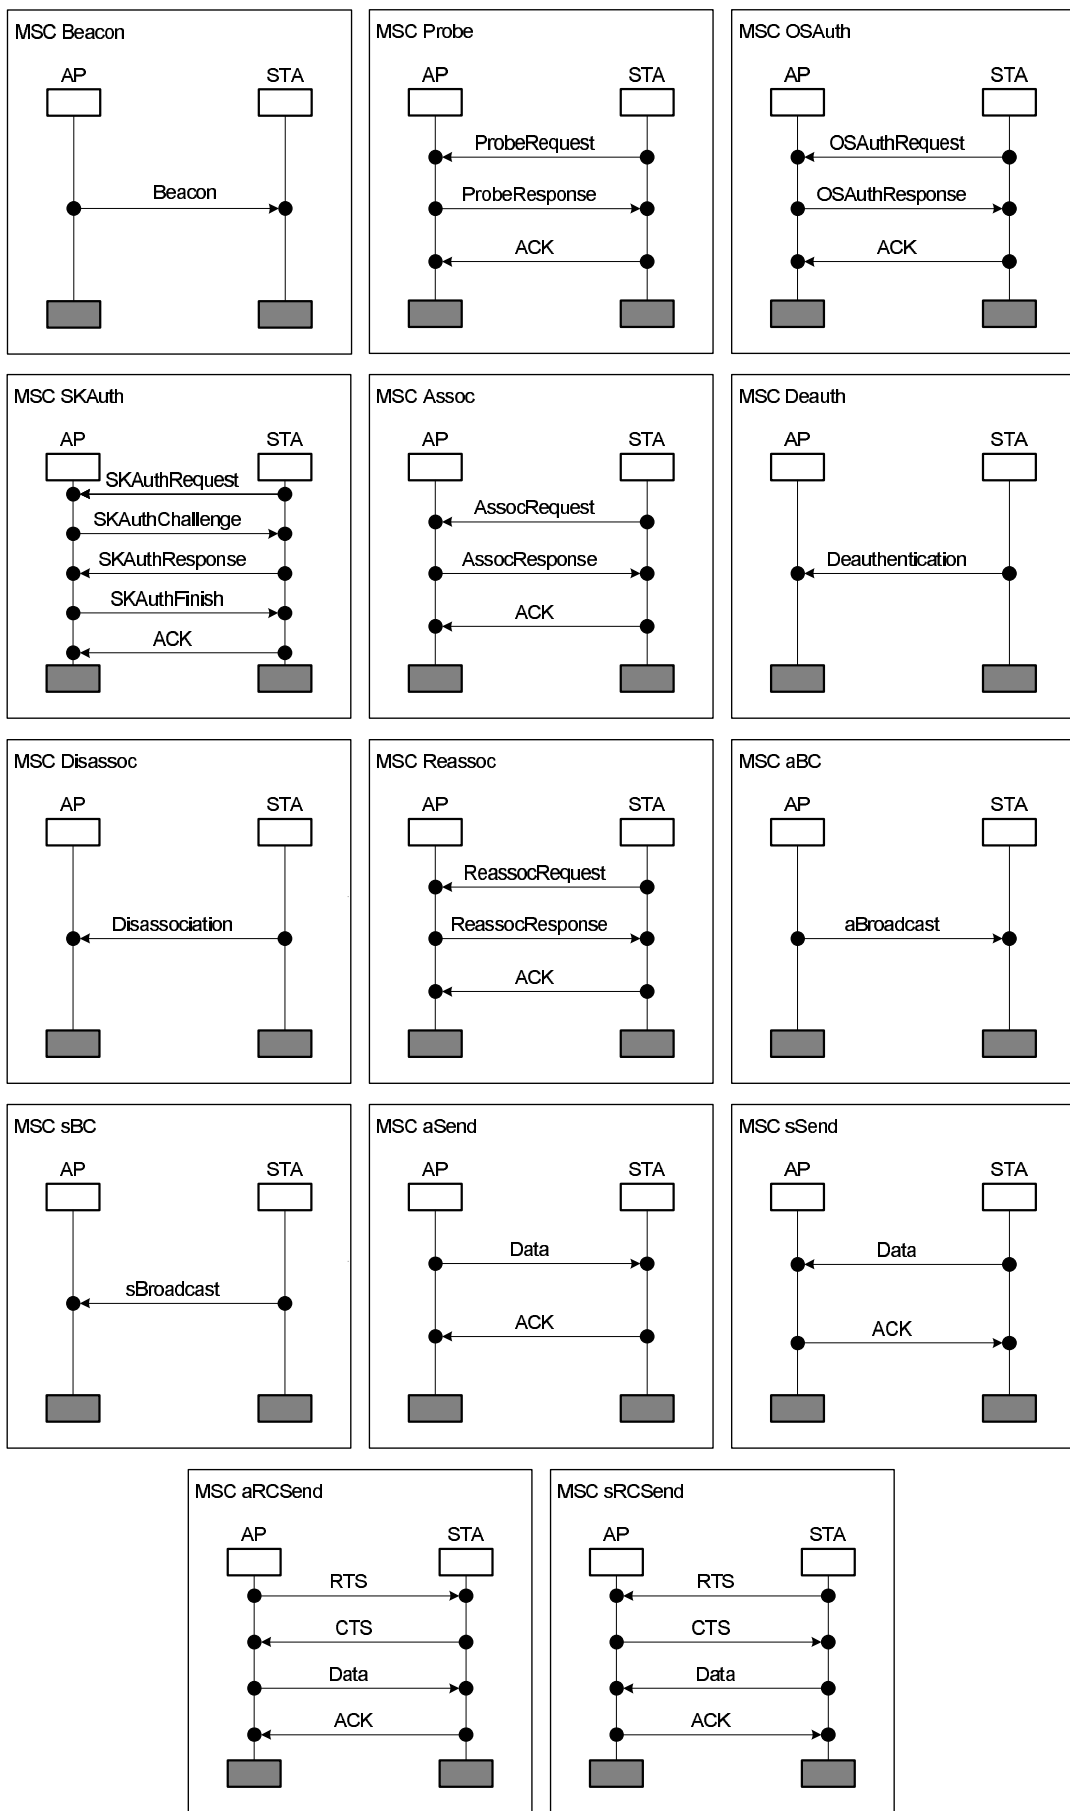 MSC Beacon
AP STA
Beacon
MSC Probe
AP STA
ProbeRequest
ProbeResponse
ACK
MSC OSAuth
AP STA
OSAuthRequest
OSAuthResponse
ACK
MSC SKAuth
AP STA
SKAuthRequest
SKAuthChallenge
SKAuthResponse
SKAuthFinish
ACK
MSC Assoc
AP STA
AssocRequest
AssocResponse
ACK
MSC Deauth
AP STA
Deauthentication
MSC Disassoc
AP STA
Disassociation
MSC Reassoc
AP STA
ReassocRequest
ReassocResponse
ACK
MSC aBC
AP STA
aBroadcast
MSC sBC
AP STA
sBroadcast
MSC aSend
AP STA
Data
ACK
MSC sSend
AP STA
Data
ACK
MSC aRCSend
AP STA
RTS
CTS
Data
ACK
MSC sRCSend
AP STA
RTS
CTS
Data
ACK